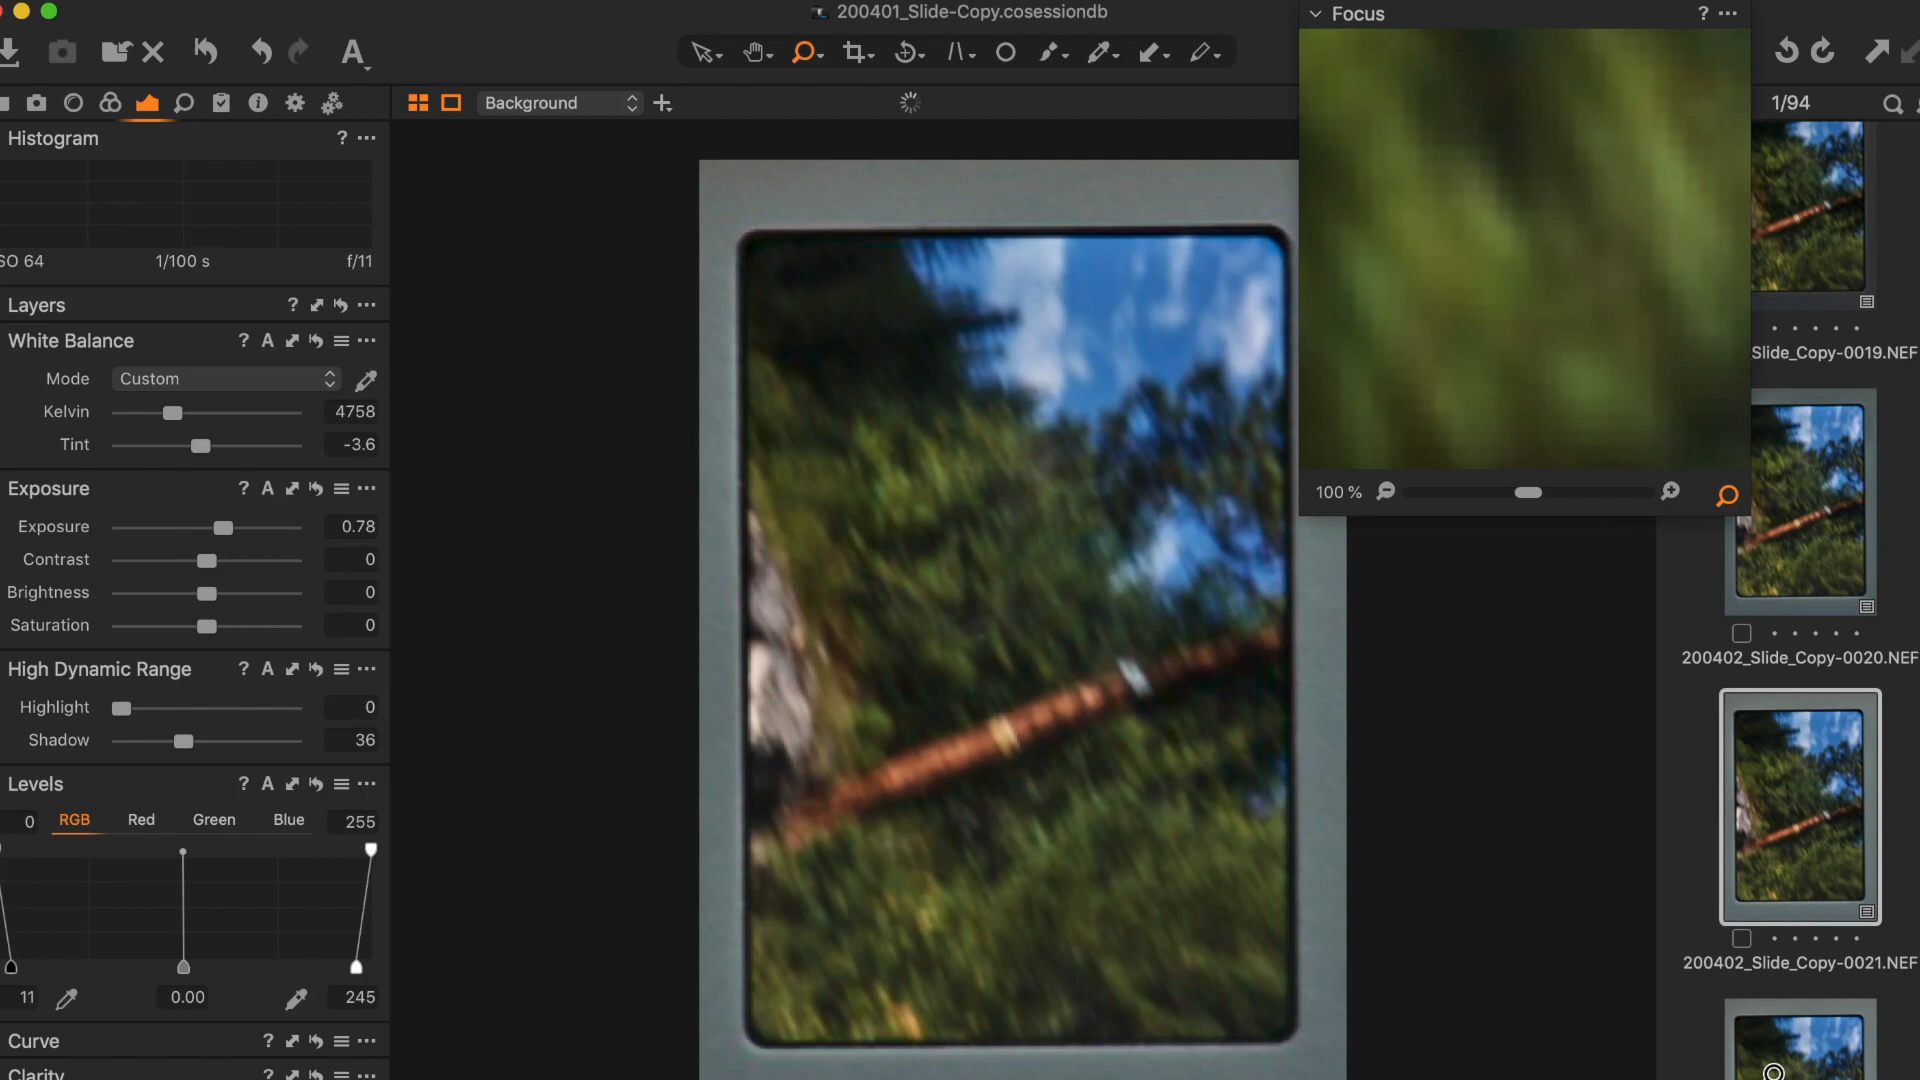 200401_Slide-Copy.cosessiondb
Focus
?
A
Background
1/94
Histogram
?
ISO 64
1/100 s
f/11
Layers
?
White Balance
? A
Mode
Custom
Kelvin
4758
Tint
-3.6
Exposure
? A
Exposure
0.78
Contrast
0
Brightness
0
Saturation
0
High Dynamic Range
? A
Highlight
0
Shadow
36
Levels
? A
0
RGB
Red
Green
Blue
255
11
0.00
245
Curve
?
Clarity
?
100 %
Slide_Copy-0019.NEF
200402_Slide_Copy-0020.NEF
200402_Slide_Copy-0021.NEF